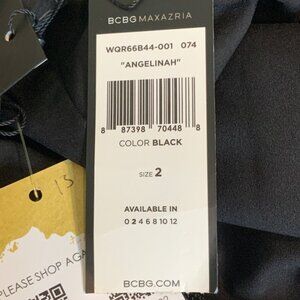 BCBGMAXAZRIA
WQR66B44-001 074
"ANGELINAH"
8 87398 70448 8
COLOR BLACK
SIZE 2
AVAILABLE IN
0 2 4 6 8 10 12
BCBG.COM
PLEASE SHOP AGA